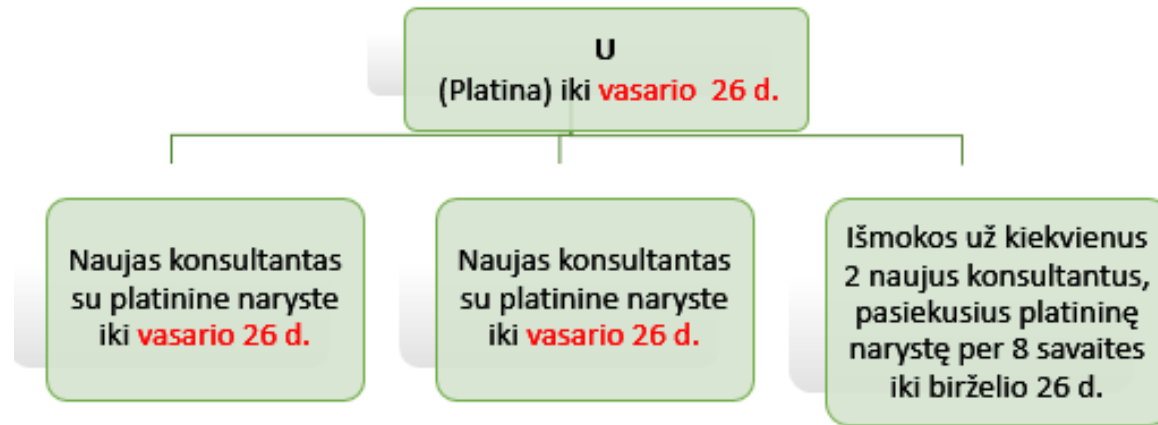 U
(Platina) iki vasario 26 d.
Naujas konsultantas
su platinine naryste
iki vasario 26 d.
Naujas konsultantas
su platinine naryste
iki vasario 26 d.
Išmokos už kiekvienus
2 naujus konsultantus,
pasiekusius platininę
narystę per 8 savaites
iki birželio 26 d.